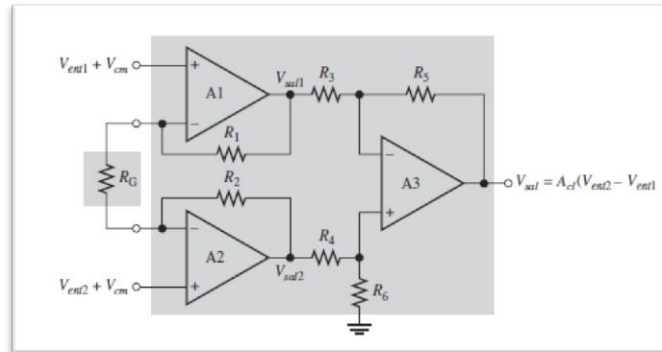 V_ent1 + V_cm
+
A1
−
V_sal1
R_3
R_5
R_1
R_G
R_2
−
A3
+
V_sal = A_cl(V_ent2 − V_ent1
−
A2
+
R_4
V_sal2
R_6
V_ent2 + V_cm